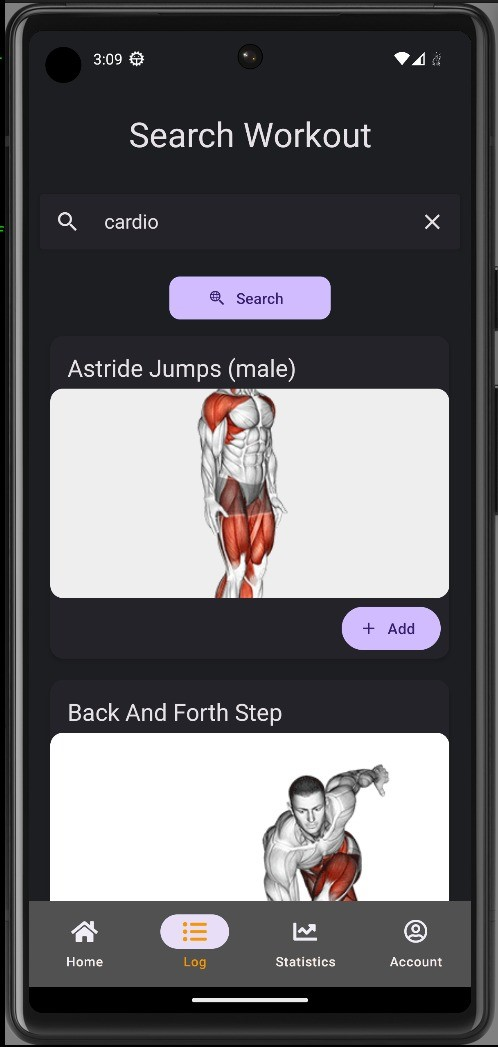 3:09
Search Workout
cardio
Search
Astride Jumps (male)
+ Add
Back And Forth Step
Home
Log
Statistics
Account